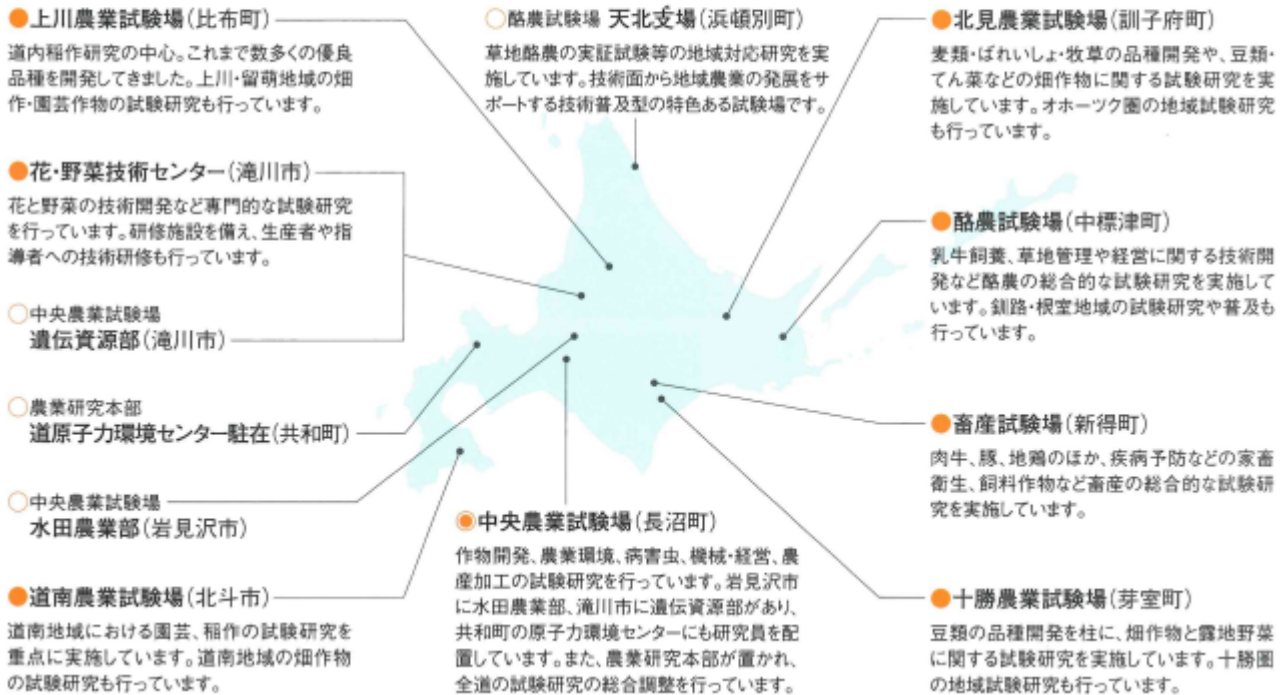 ●上川農業試験場(比布町)
道内稲作研究の中心。これまで数多くの優良
品種を開発してきました。上川・留萌地域の畑
作・園芸作物の試験研究も行っています。
●花・野菜技術センター(滝川市)
花と野菜の技術開発など専門的な試験研究
を行っています。研修施設を備え、生産者や指
導者への技術研修も行っています。
○中央農業試験場
遺伝資源部(滝川市)
○農業研究本部
道原子力環境センター駐在(共和町)
○中央農業試験場
水田農業部(岩見沢市)
●道南農業試験場(北斗市)
道南地域における園芸、稲作の試験研究を
重点に実施しています。道南地域の畑作物
の試験研究も行っています。
○酪農試験場 天北支場(浜頓別町)
草地酪農の実証試験等の地域対応研究を実
施しています。技術面から地域農業の発展をサ
ポートする技術普及型の特色ある試験場です。
◉中央農業試験場(長沼町)
作物開発、農業環境、病害虫、機械・経営、農
産加工の試験研究を行っています。岩見沢市
に水田農業部、滝川市に遺伝資源部があり、
共和町の原子力環境センターにも研究員を配
置しています。また、農業研究本部が置かれ、
全道の試験研究の総合調整を行っています。
●北見農業試験場(訓子府町)
麦類・ばれいしょ・牧草の品種開発や、豆類・
てん菜などの畑作物に関する試験研究を実
施しています。オホーツク圏の地域試験研究
も行っています。
●酪農試験場(中標津町)
乳牛飼養、草地管理や経営に関する技術開
発など酪農の総合的な試験研究を実施して
います。釧路・根室地域の試験研究や普及も
行っています。
●畜産試験場(新得町)
肉牛、豚、地鶏のほか、疾病予防などの家畜
衛生、飼料作物など畜産の総合的な試験研
究を実施しています。
●十勝農業試験場(芽室町)
豆類の品種開発を柱に、畑作物と露地野菜
に関する試験研究を実施しています。十勝圏
の地域試験研究も行っています。